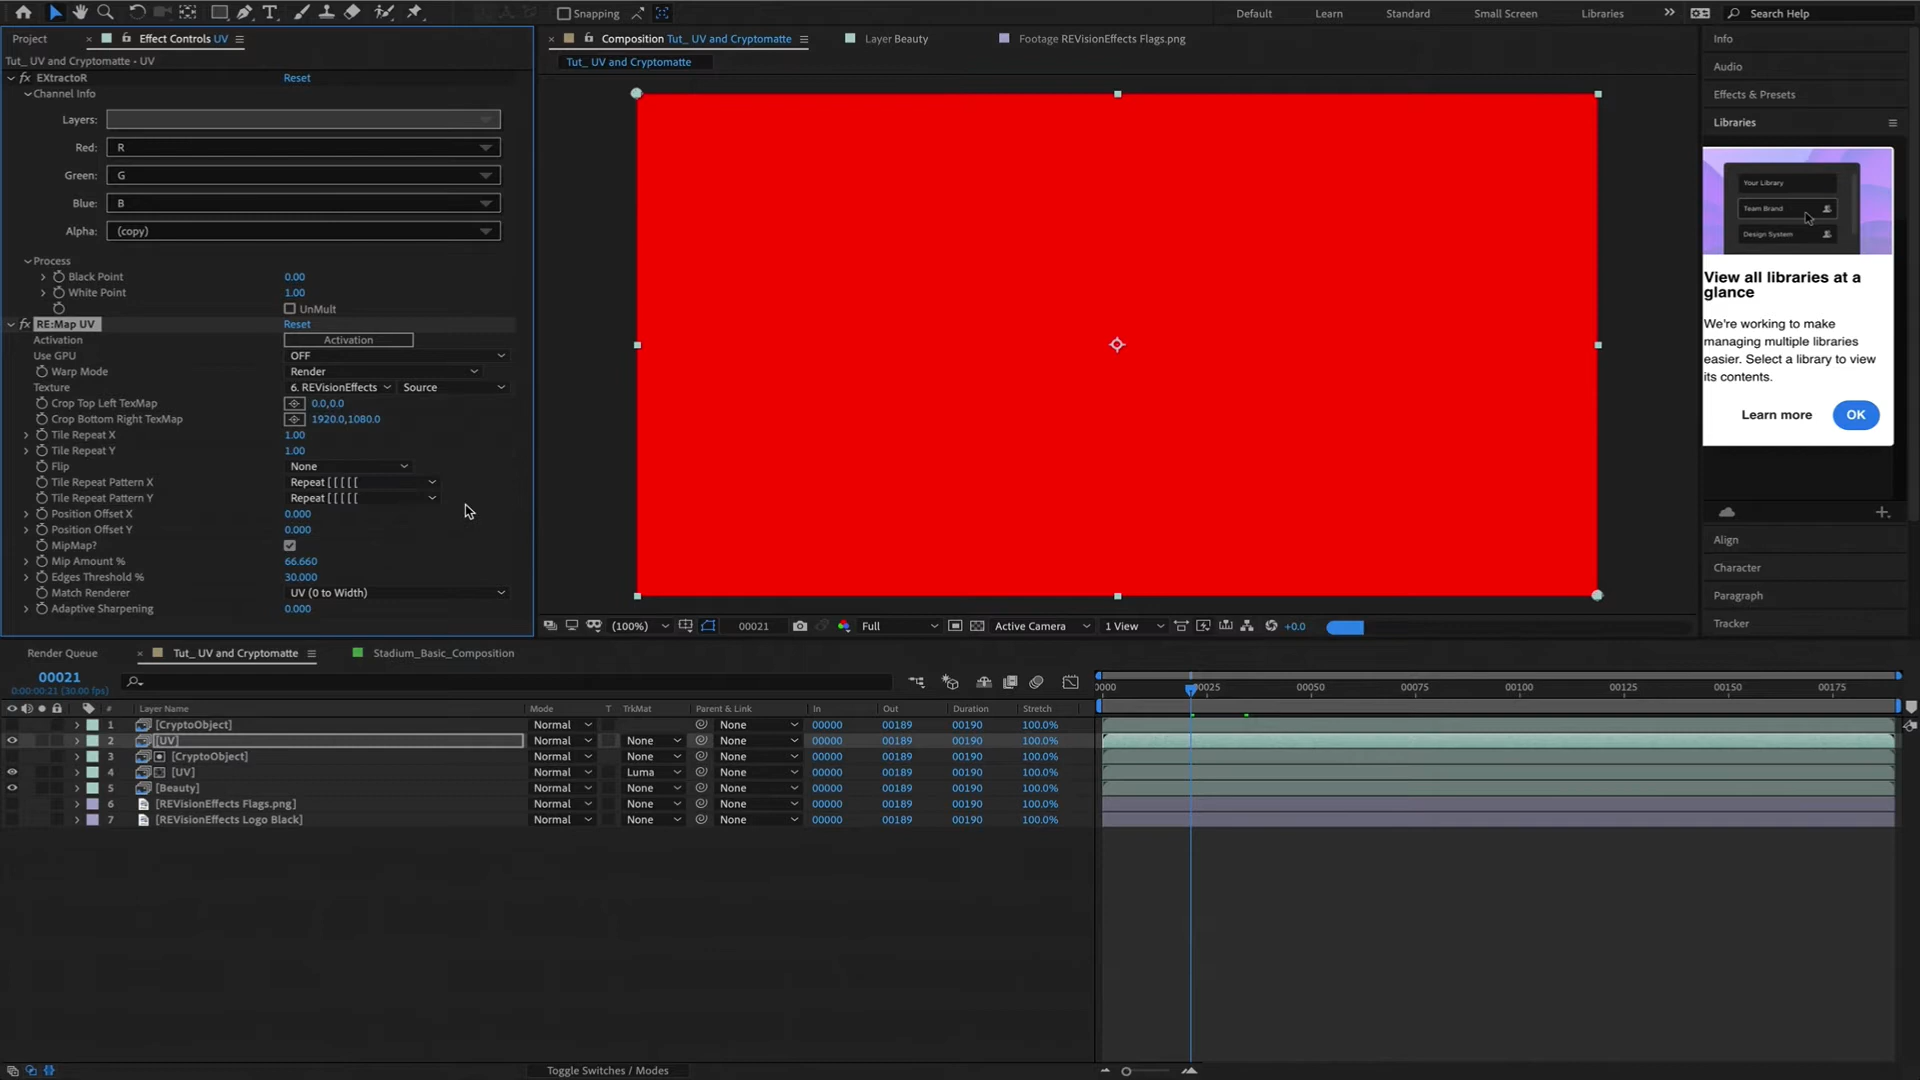 Snapping
Default
Learn
Standard
Small Screen
Libraries
Search Help
Project
Effect Controls UV
Composition Tut_ UV and Cryptomatte
Layer Beauty
Footage REVisionEffects Flags.png
Info
Tut_ UV and Cryptomatte • UV
Tut_ UV and Cryptomatte
Audio
fx EXtractoR Reset
Channel Info
Effects & Presets
Layers:
Libraries
Red: R
Green: G
Blue: B
Alpha: (copy)
Your Library
Team Brand
Design System
View all libraries at a
glance
We're working to make
managing multiple libraries
easier. Select a library to view
its contents.
Learn more OK
Process
Black Point 0.00
White Point 1.00
UnMult
fx RE:Map UV Reset
Activation Activation
Use GPU OFF
Warp Mode Render
Texture 6. REVisionEffects Source
Crop Top Left TexMap 0.0,0.0
Crop Bottom Right TexMap 1920.0,1080.0
Tile Repeat X 1.00
Tile Repeat Y 1.00
Flip None
Tile Repeat Pattern X Repeat [ [ [ [ [
Tile Repeat Pattern Y Repeat [ [ [ [ [
Position Offset X 0.000
Position Offset Y 0.000
MipMap?
Mip Amount % 66.660
Edges Threshold % 30.000
Match Renderer UV (0 to Width)
Adaptive Sharpening 0.000
Align
Character
Paragraph
Tracker
(100%) 00021 Full Active Camera 1 View +0.0
Render Queue
Tut_ UV and Cryptomatte
Stadium_Basic_Composition
00021
0:00:00:21 (30.00 fps)
0000 00025 00050 00075 00100 00125 00150 00175
# Layer Name Mode T TrkMat Parent & Link In Out Duration Stretch
1 [CryptoObject] Normal None 00000 00189 00190 100.0%
2 [UV] Normal None None 00000 00189 00190 100.0%
3 [CryptoObject] Normal None None 00000 00189 00190 100.0%
4 [UV] Normal Luma None 00000 00189 00190 100.0%
5 [Beauty] Normal None None 00000 00189 00190 100.0%
6 [REVisionEffects Flags.png] Normal None None 00000 00189 00190 100.0%
7 [REVisionEffects Logo Black] Normal None None 00000 00189 00190 100.0%
Toggle Switches / Modes